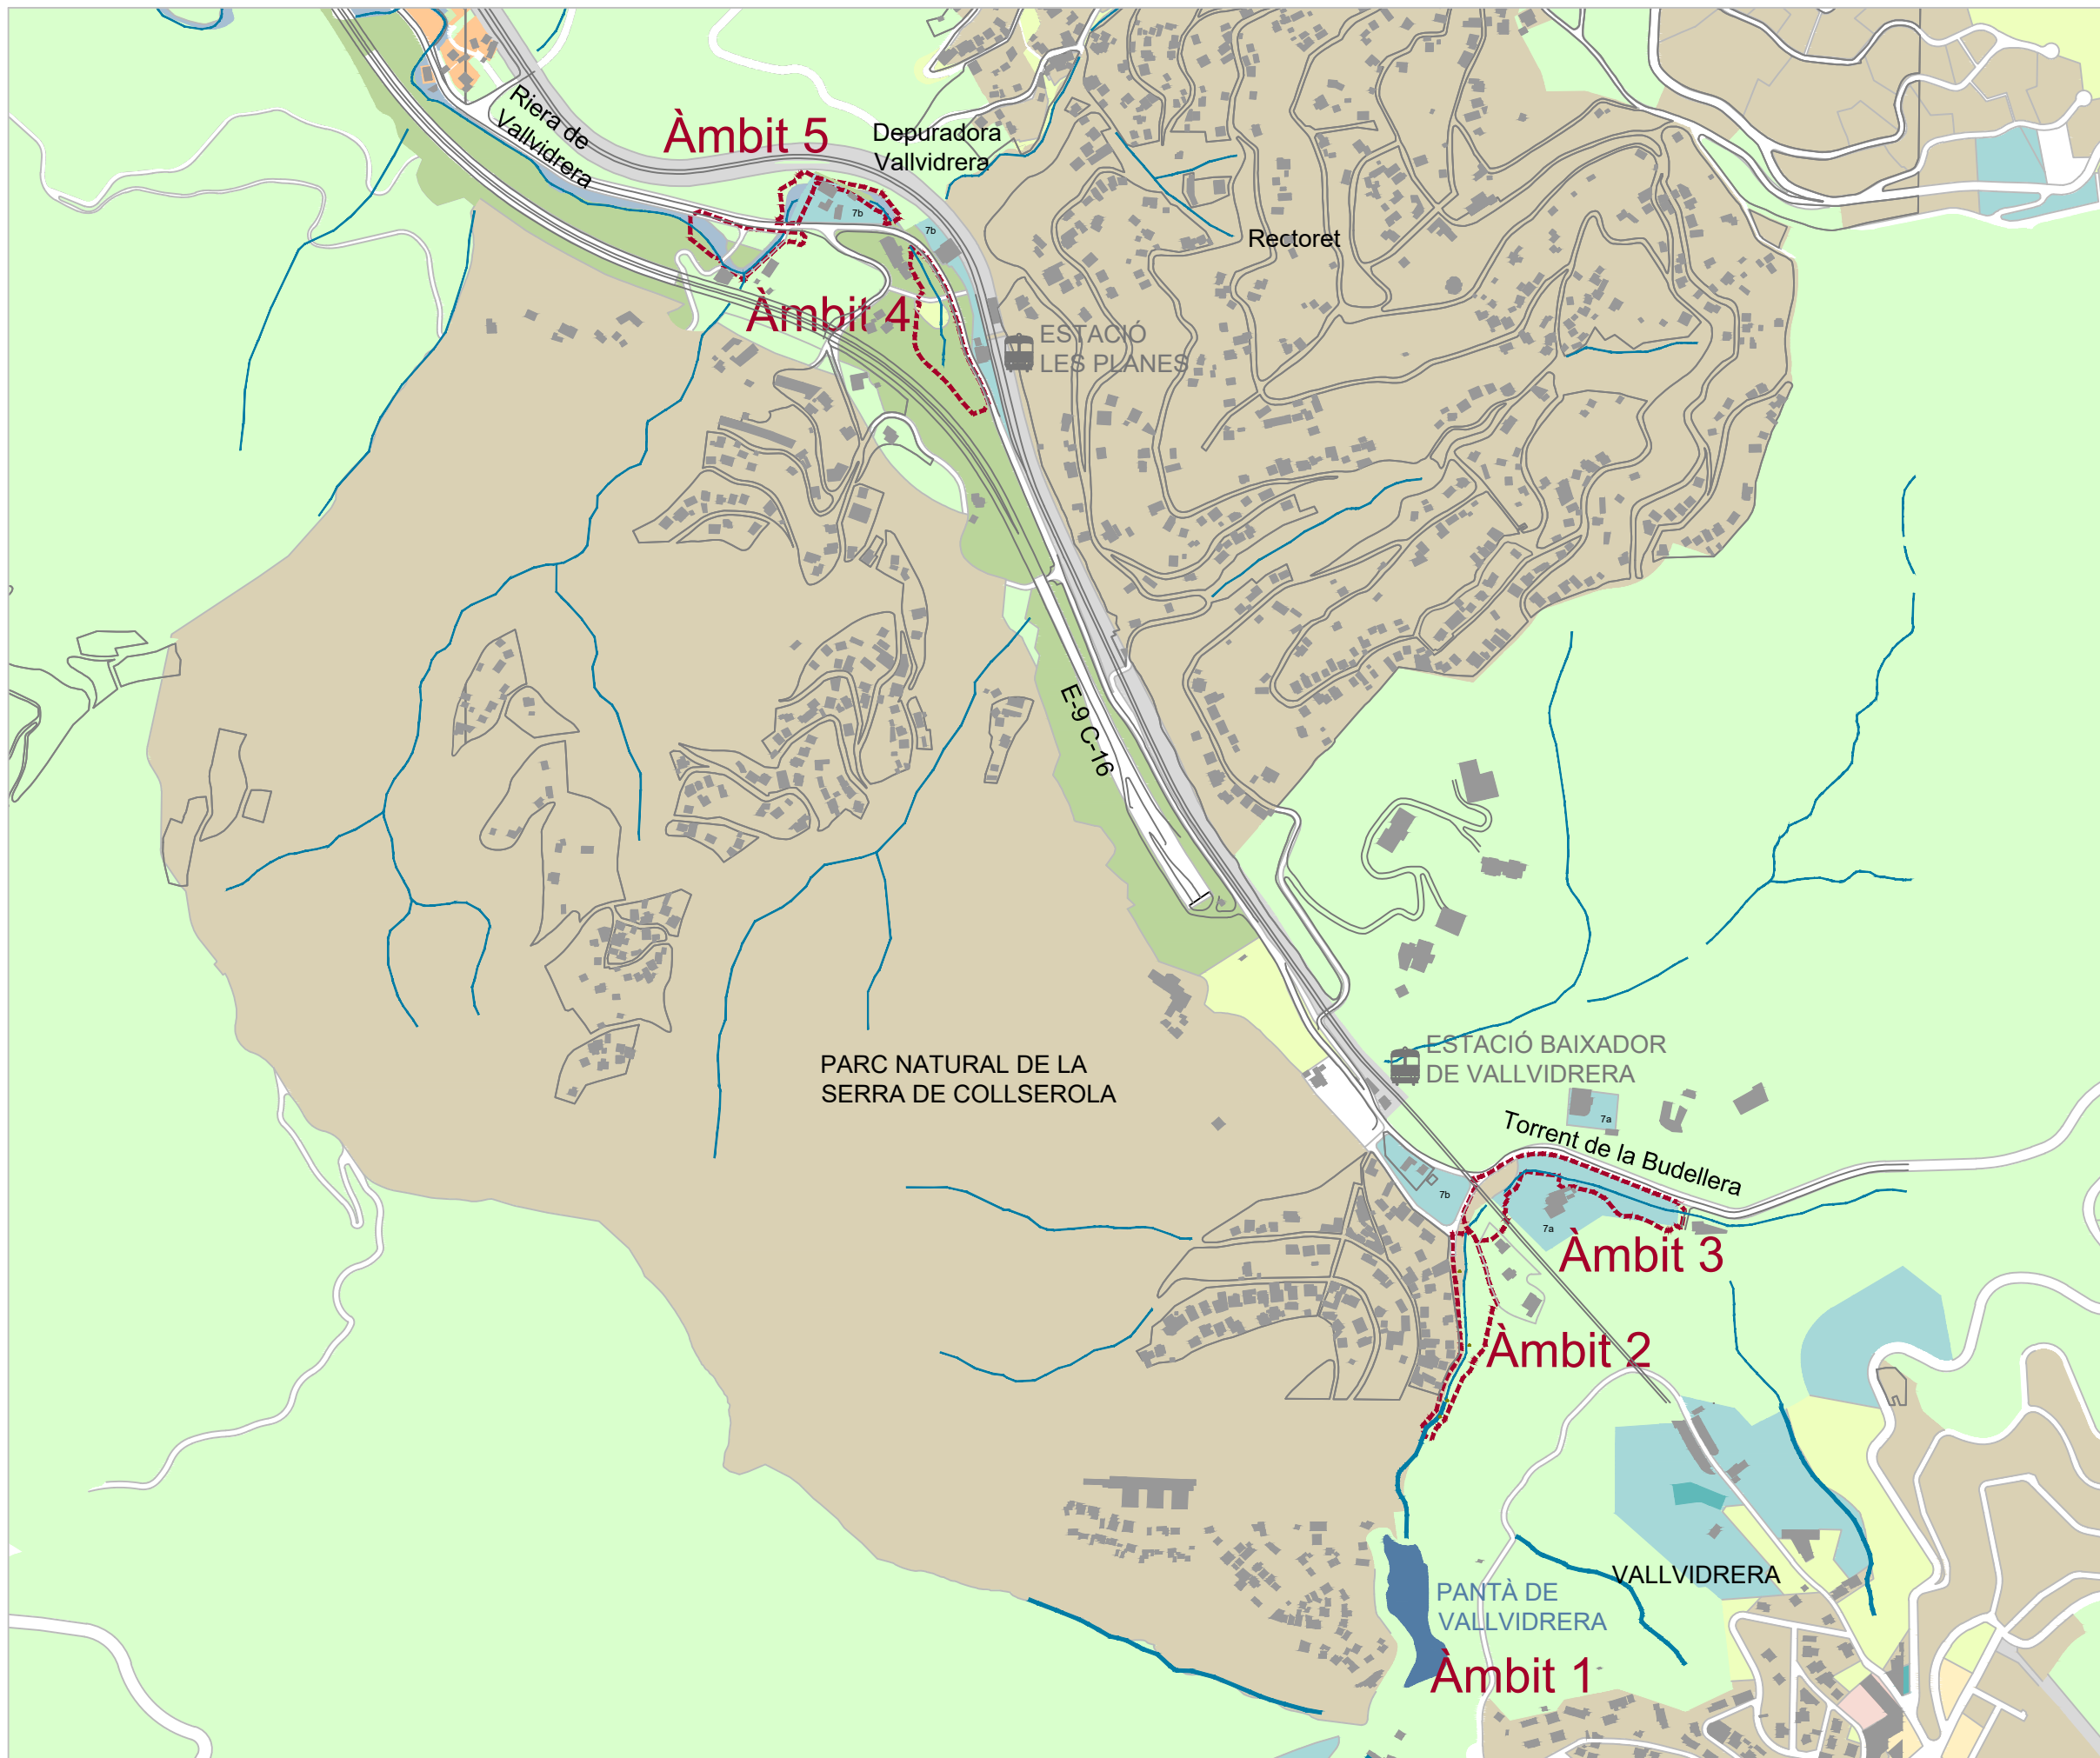 Riera de
Vallvidrera
Àmbit 5
Depuradora
Vallvidrera
7b
7b
Rectoret
Àmbit 4
ESTACIÓ
LES PLANES
E-9 C-16
PARC NATURAL DE LA
SERRA DE COLLSEROLA
ESTACIÓ BAIXADOR
DE VALLVIDRERA
7a
Torrent de la Budellera
7b
7a
Àmbit 3
Àmbit 2
VALLVIDRERA
PANTÀ DE
VALLVIDRERA
Àmbit 1